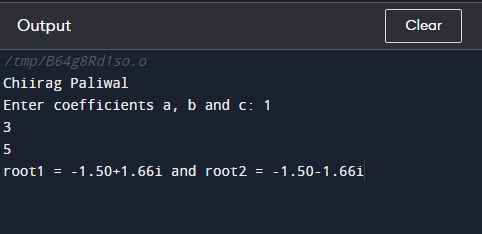 Output
Clear
/tmp/B64g8Rd1so.o
Chiirag Paliwal
Enter coefficients a, b and c: 1
3
5
root1 = -1.50+1.66i and root2 = -1.50-1.66i